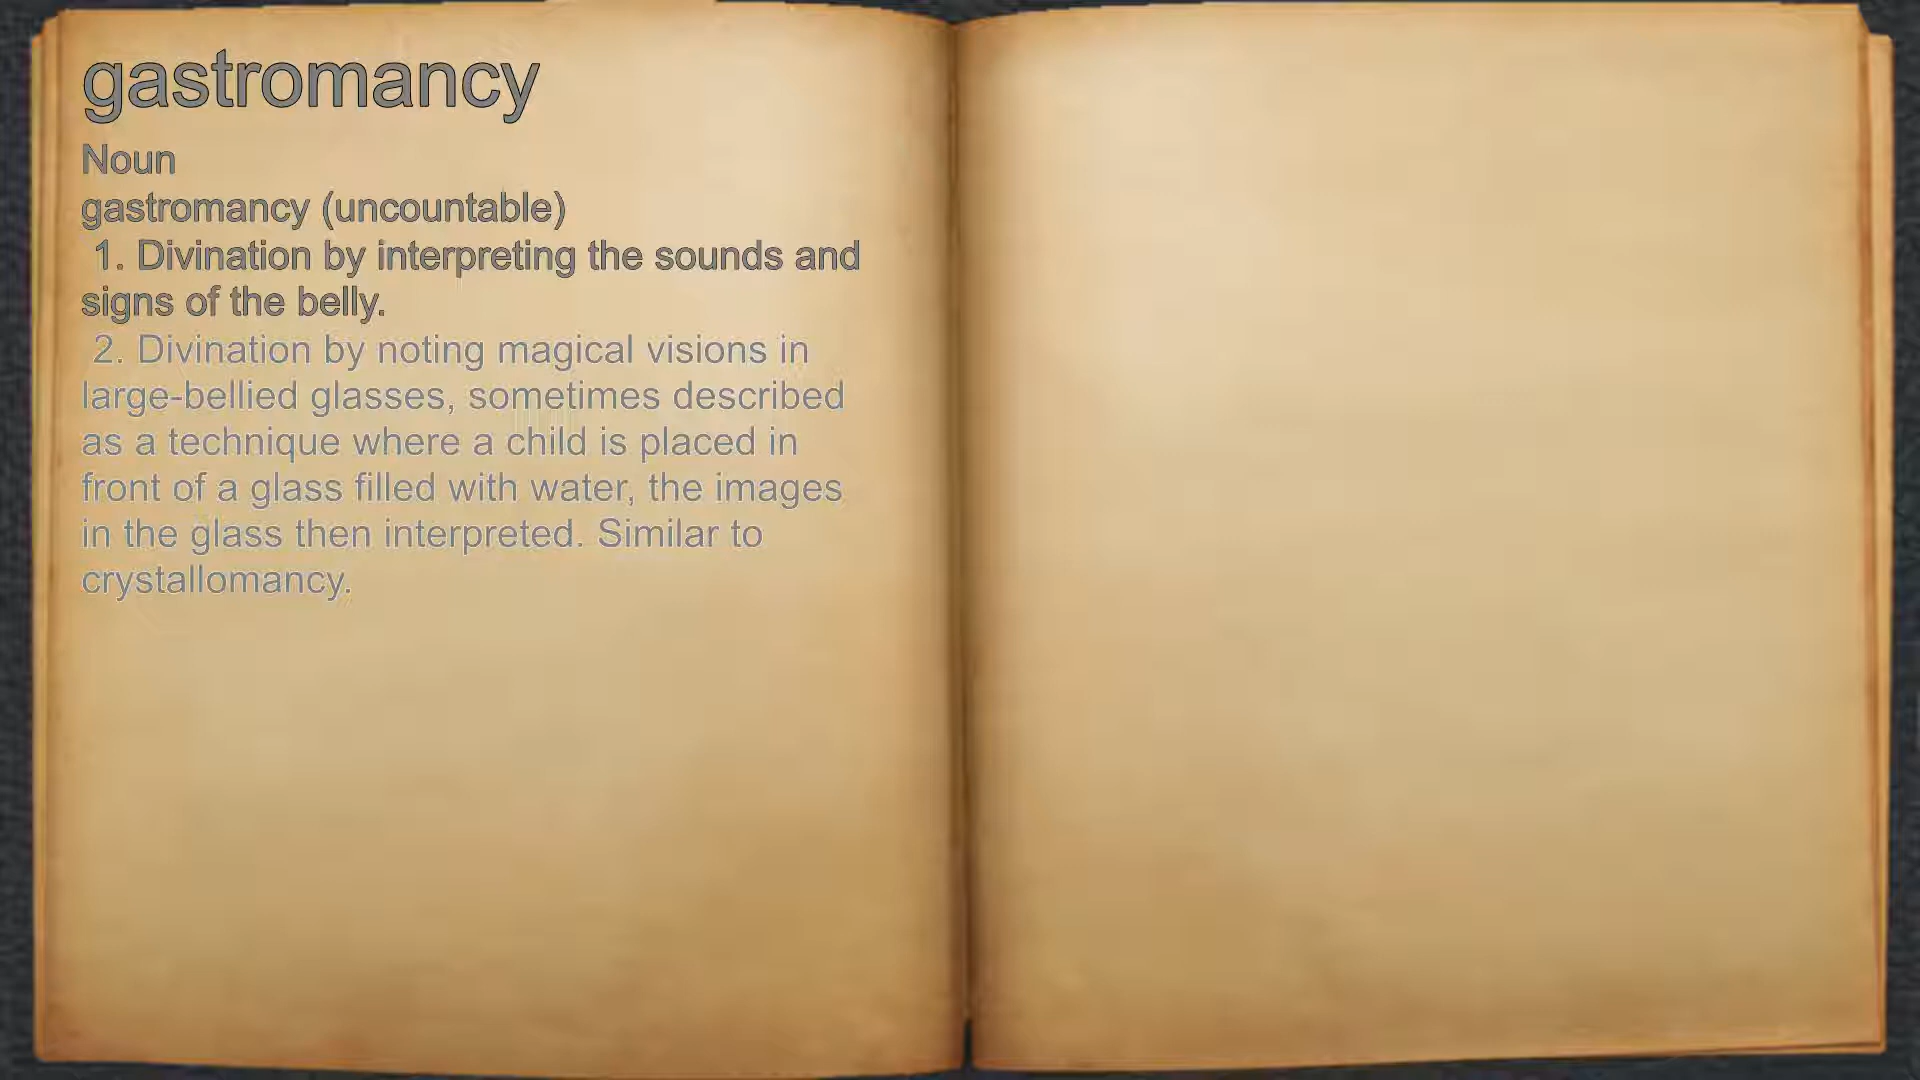 gastromancy
Noun
gastromancy (uncountable)
1. Divination by interpreting the sounds and
signs of the belly.
2. Divination by noting magical visions in
large-bellied glasses, sometimes described
as a technique where a child is placed in
front of a glass filled with water, the images
in the glass then interpreted. Similar to
crystallomancy.